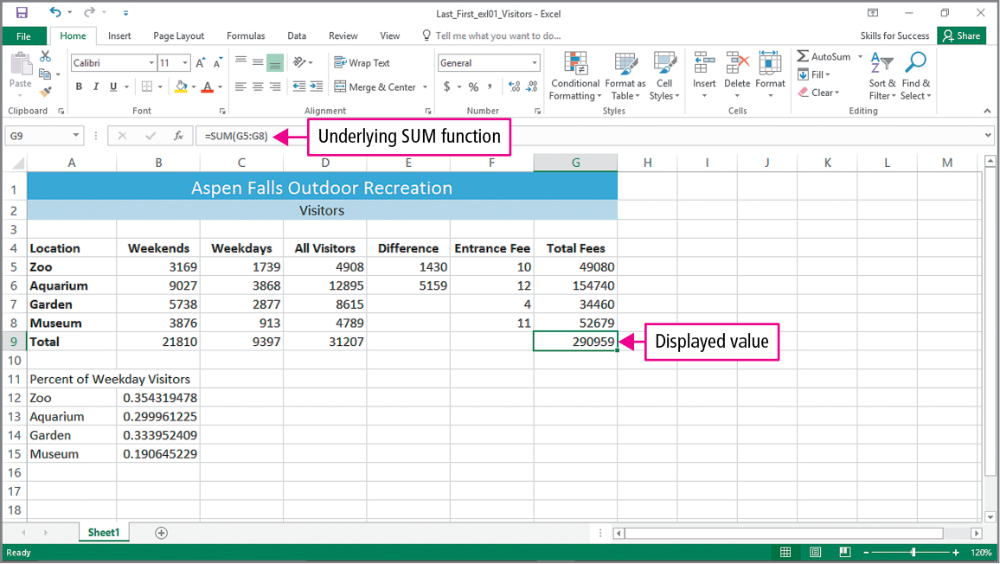 Last_First_exl01_Visitors - Excel
File Home Insert Page Layout Formulas Data Review View Tell me what you want to do... Skills for Success Share
Paste
Calibri 11
B I U A
Wrap Text
Merge & Center
General
$ % ,
Conditional Formatting
Format as Table
Cell Styles
Insert Delete Format
AutoSum
Fill
Clear
Sort & Filter
Find & Select
Clipboard Font Alignment Number Styles Cells Editing
G9 fx =SUM(G5:G8) Underlying SUM function
A B C D E F G H I J K L M
1 Aspen Falls Outdoor Recreation
2 Visitors
3
4 Location Weekends Weekdays All Visitors Difference Entrance Fee Total Fees
5 Zoo 3169 1739 4908 1430 10 49080
6 Aquarium 9027 3868 12895 5159 12 154740
7 Garden 5738 2877 8615 4 34460
8 Museum 3876 913 4789 11 52679
9 Total 21810 9397 31207 290959 Displayed value
10
11 Percent of Weekday Visitors
12 Zoo 0.354319478
13 Aquarium 0.299961225
14 Garden 0.333952409
15 Museum 0.190645229
16
17
18
Sheet1
Ready 120%